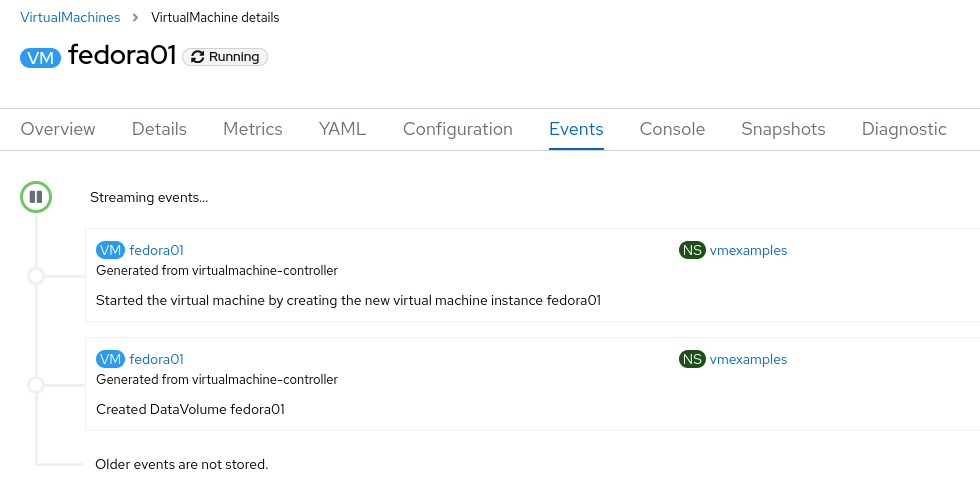 VirtualMachines > VirtualMachine details
VM fedora01 Running
Overview Details Metrics YAML Configuration Events Console Snapshots Diagnostic
Streaming events...
VM fedora01 NS vmexamples
Generated from virtualmachine-controller
Started the virtual machine by creating the new virtual machine instance fedora01
VM fedora01 NS vmexamples
Generated from virtualmachine-controller
Created DataVolume fedora01
Older events are not stored.